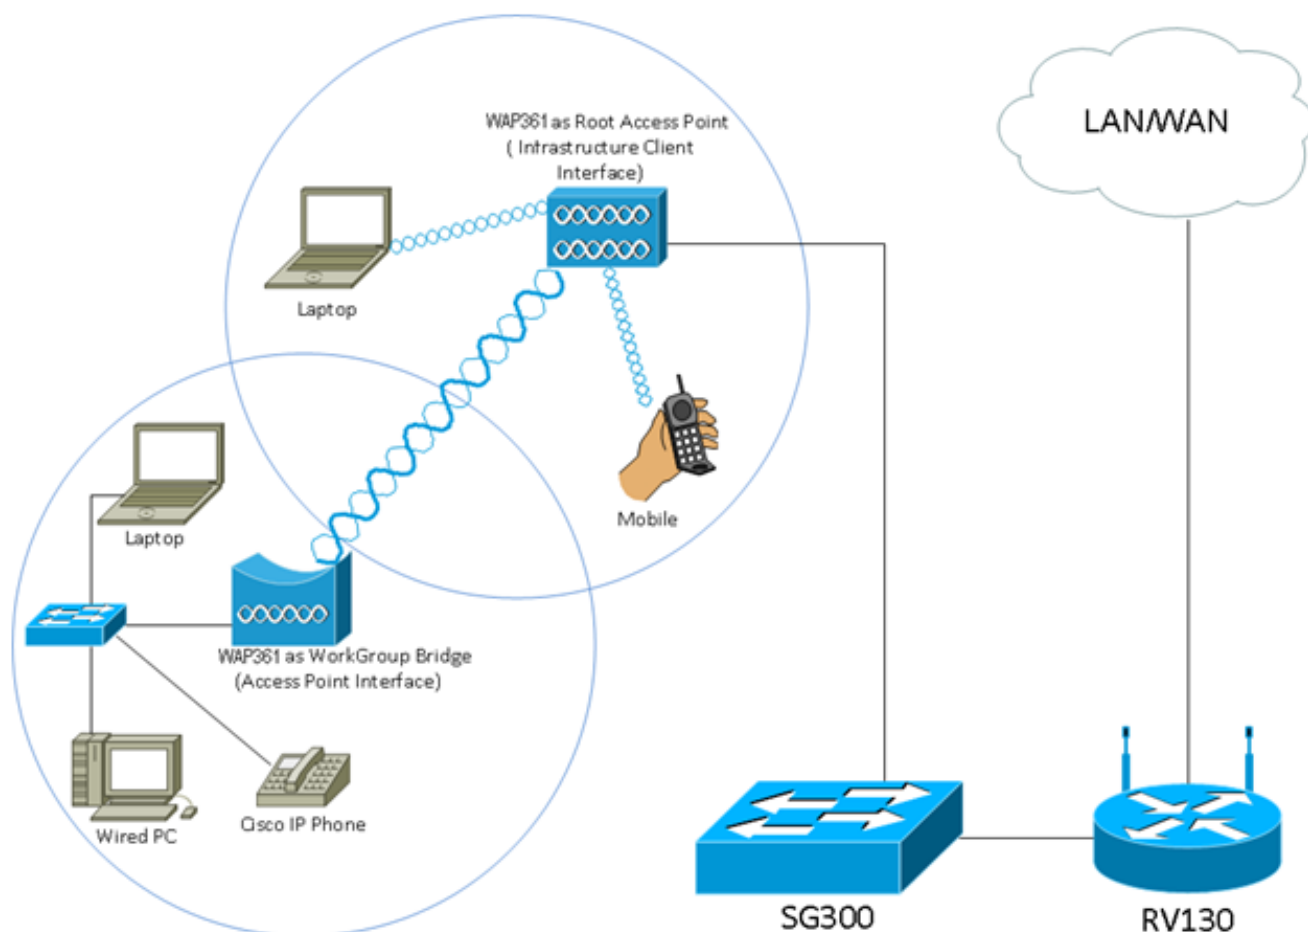 WAP361 as Root Access Point
( Infrastructure Client
Interface)
LAN/WAN
Laptop
Mobile
Laptop
WAP361 as WorkGroup Bridge
(Access Point Interface)
Wired PC
Cisco IP Phone
SG300
RV130